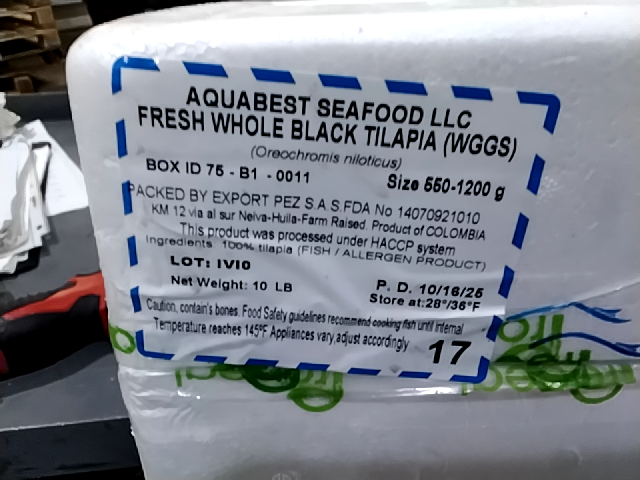 AQUABEST SEAFOOD LLC
FRESH WHOLE BLACK TILAPIA (WGGS)
(Oreochromis niloticus)
BOX ID 75 - B1 - 0011
Size 550-1200 g
PACKED BY EXPORT PEZ S.A.S.FDA No 14070921010
KM 12 via al sur Neiva-Huila-Farm Raised. Product of COLOMBIA
This product was processed under HACCP system
Ingredients 100% tilapia (FISH / ALLERGEN PRODUCT)
LOT: IVIO
P. D. 10/16/25
Net Weight: 10 LB
Store at:28°/36°F
Caution, contain's bones. Food Safety guidelines recommend cooking fish until internal
Temperature reaches 145ºF Appliances vary,adjust accordingly
17